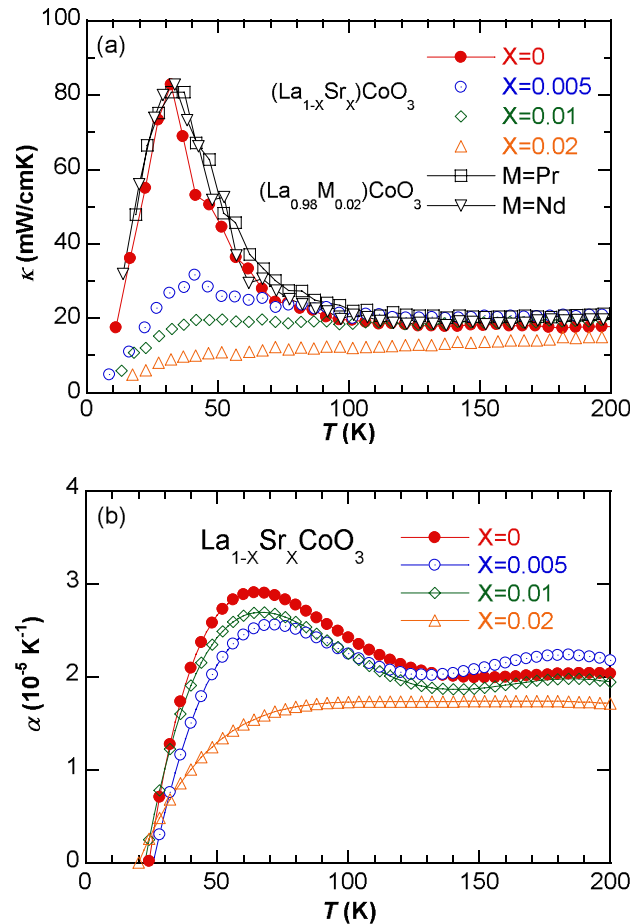 (a)
X=0
X=0.005
X=0.01
X=0.02
M=Pr
M=Nd
(La₁₋ₓSrₓ)CoO₃
(La₀.₉₈M₀.₀₂)CoO₃
κ (mW/cmK)
100
80
60
40
20
0
0 50 100 150 200
T (K)
(b)
La₁₋ₓSrₓCoO₃
X=0
X=0.005
X=0.01
X=0.02
α (10⁻⁵ K⁻¹)
4
3
2
1
0
0 50 100 150 200
T (K)